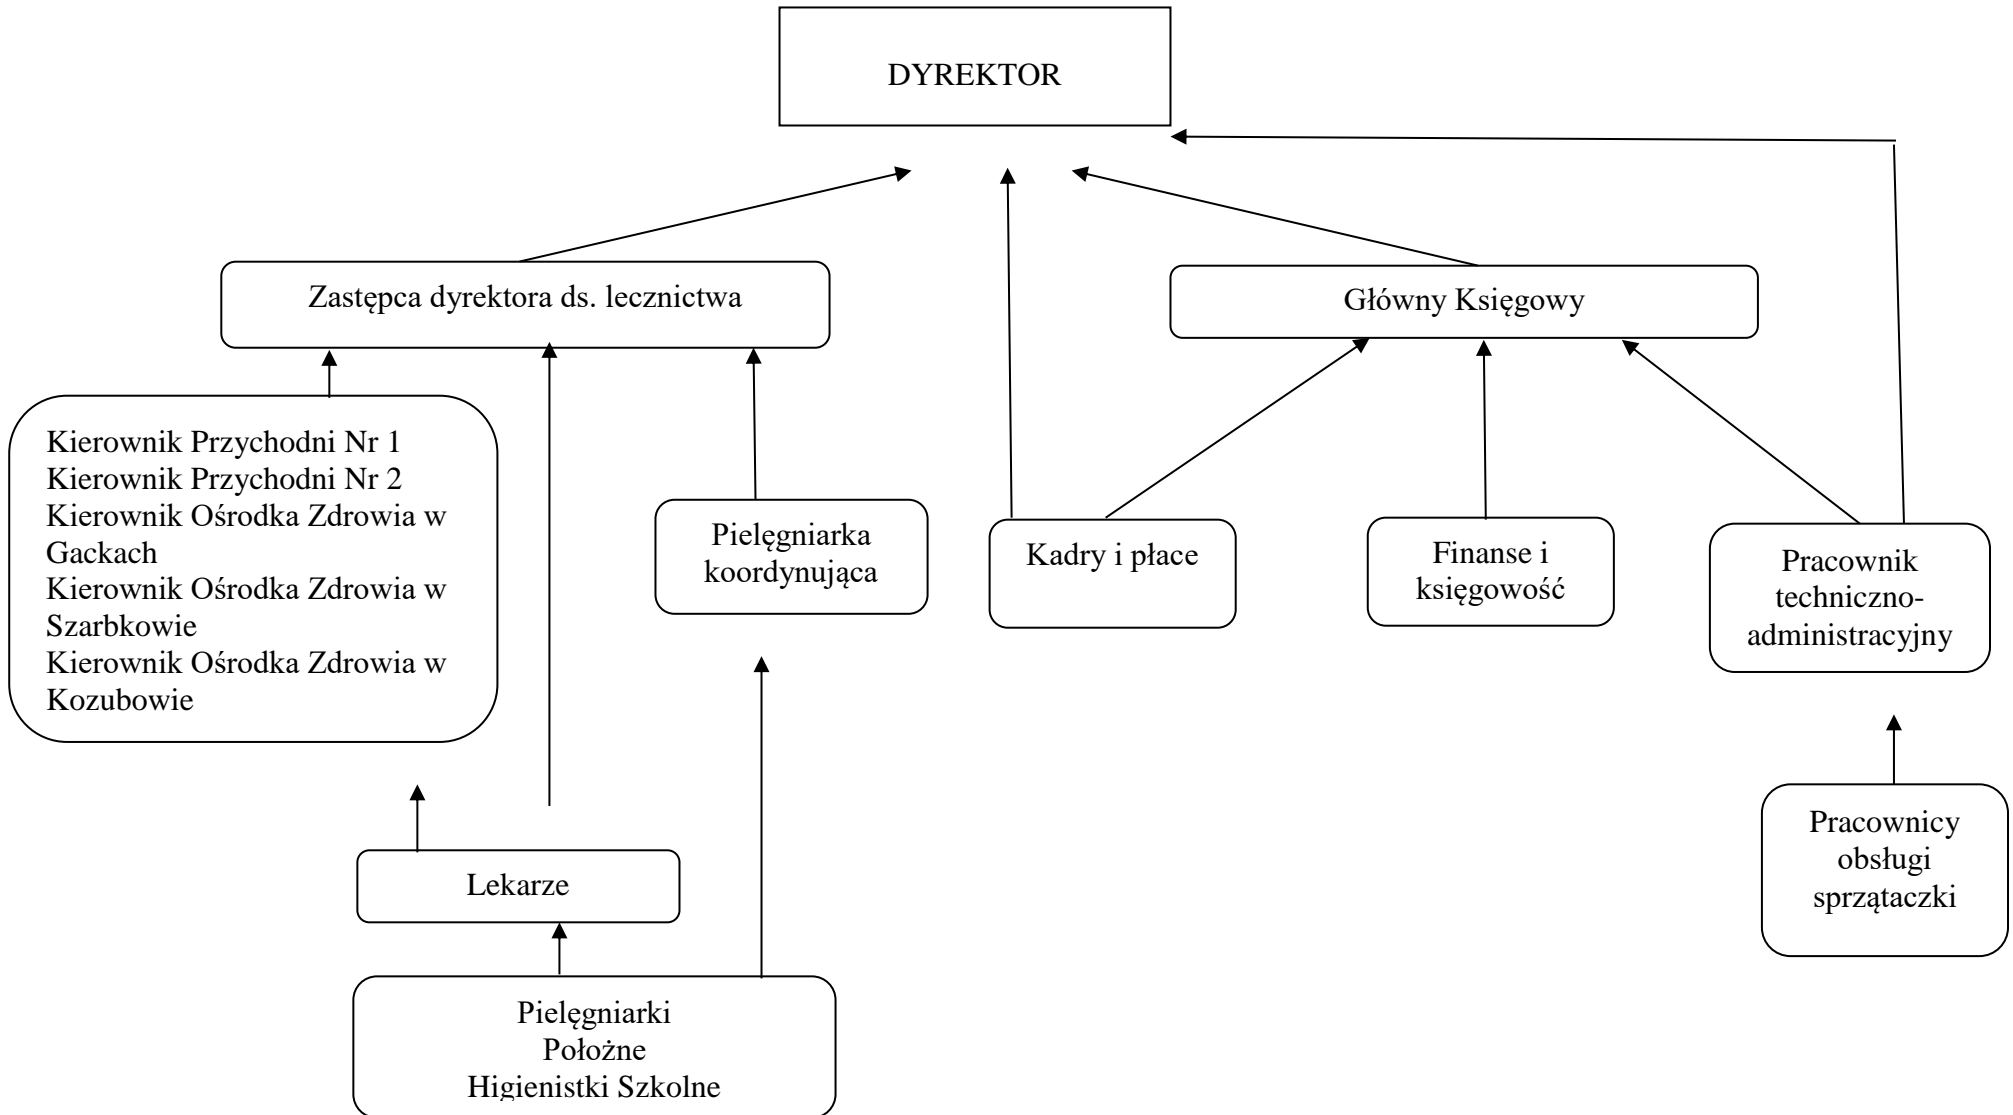 DYREKTOR
Zastępca dyrektora ds. lecznictwa
Główny Księgowy
Kierownik Przychodni Nr 1
Kierownik Przychodni Nr 2
Kierownik Ośrodka Zdrowia w
Gackach
Kierownik Ośrodka Zdrowia w
Szarbkowie
Kierownik Ośrodka Zdrowia w
Kozubowie
Pielęgniarka
koordynująca
Kadry i płace
Finanse i
księgowość
Pracownik
techniczno-
administracyjny
Lekarze
Pracownicy
obsługi
sprzątaczki
Pielęgniarki
Położne
Higienistki Szkolne